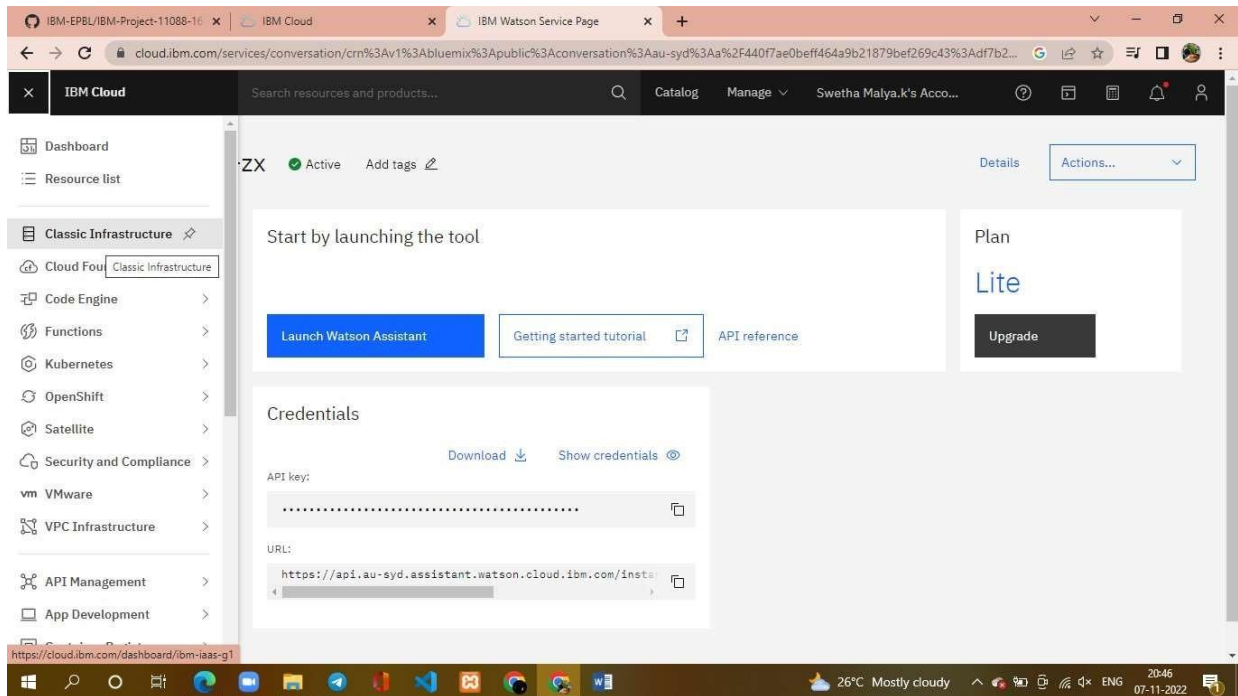 IBM-EPBL/IBM-Project-11088-16
IBM Cloud
IBM Watson Service Page
cloud.ibm.com/services/conversation/crn%3Av1%3Abluemix%3Apublic%3Aconversation%3Aau-syd%3Aa%2F440f7ae0beff464a9b21879bef269c43%3Adf7b2...
IBM Cloud
Search resources and products...
Catalog
Manage
Swetha Malya.k's Acco...
Dashboard
Resource list
Classic Infrastructure
Cloud Foun
Classic Infrastructure
Code Engine
Functions
Kubernetes
OpenShift
Satellite
Security and Compliance
vm VMware
VPC Infrastructure
API Management
App Development
https://cloud.ibm.com/dashboard/ibm-iaas-g1
zx
Active
Add tags
Details
Actions...
Start by launching the tool
Launch Watson Assistant
Getting started tutorial
API reference
Plan
Lite
Upgrade
Credentials
Download
Show credentials
API key:
............................................
URL:
https://api.au-syd.assistant.watson.cloud.ibm.com/insta
26°C Mostly cloudy
ENG
20:46
07-11-2022